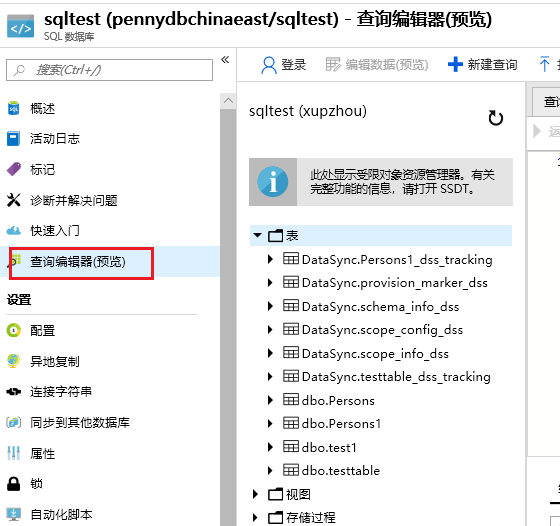 sqltest (pennydbchinaeast/sqltest) - 查询编辑器(预览)
SQL 数据库
搜索(Ctrl+/)
概述
活动日志
标记
诊断并解决问题
快速入门
查询编辑器(预览)
设置
配置
异地复制
连接字符串
同步到其他数据库
属性
锁
自动化脚本
登录
编辑数据(预览)
新建查询
sqltest (xupzhou)
此处显示受限对象资源管理器。有关
完整功能的信息，请打开 SSDT。
表
DataSync.Persons1_dss_tracking
DataSync.provision_marker_dss
DataSync.schema_info_dss
DataSync.scope_config_dss
DataSync.scope_info_dss
DataSync.testtable_dss_tracking
dbo.Persons
dbo.Persons1
dbo.test1
dbo.testtable
视图
存储过程
查
运